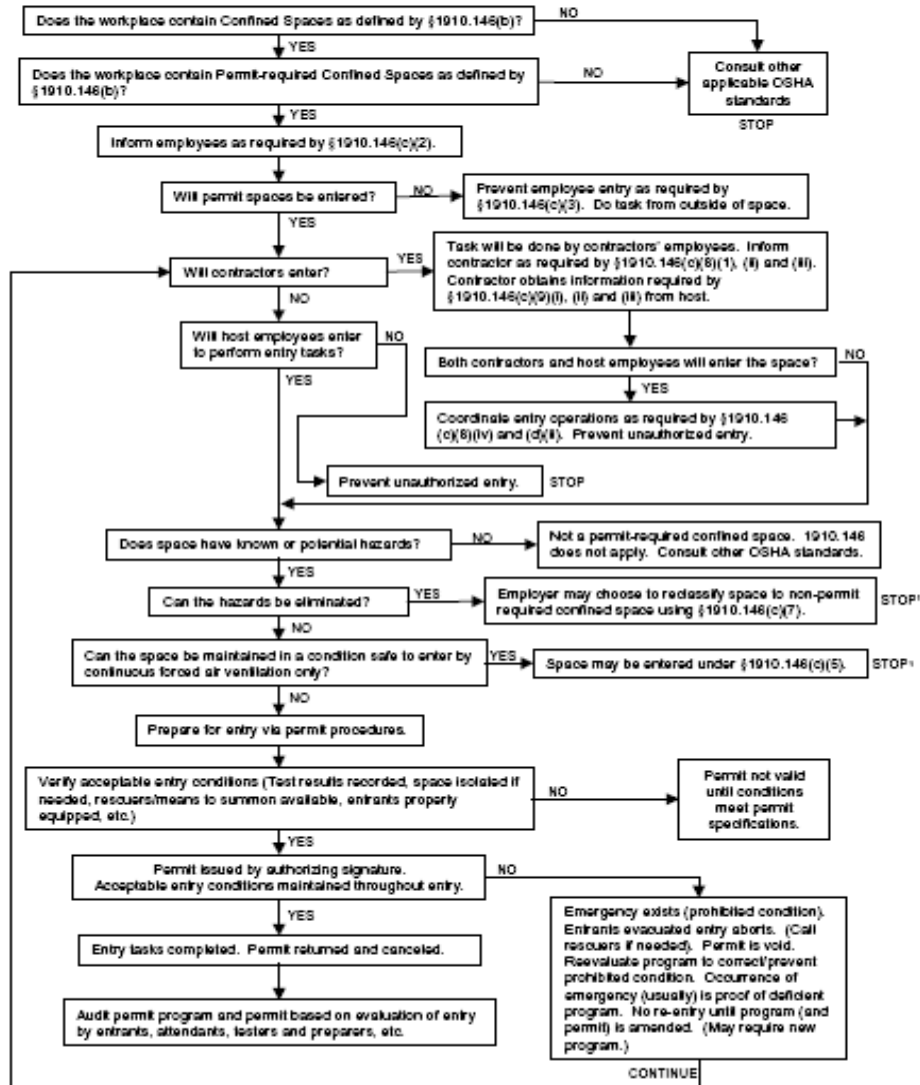 Does the workplace contain Confined Spaces as defined by §1910.146(b)?
NO
YES
Consult other
applicable OSHA
standards
STOP
Does the workplace contain Permit-required Confined Spaces as defined by
§1910.146(b)?
NO
YES
Inform employees as required by §1910.146(c)(2).
Will permit spaces be entered?
NO
Prevent employee entry as required by
§1910.146(c)(3). Do task from outside of space.
YES
Will contractors enter?
YES
Task will be done by contractors' employees. Inform
contractor as required by §1910.146(c)(8)(1), (ii) and (iii).
Contractor obtains information required by
§1910.146(c)(9)(i), (ii) and (iii) from host.
NO
Will host employees enter
to perform entry tasks?
NO
YES
Both contractors and host employees will enter the space?
NO
YES
Coordinate entry operations as required by §1910.146
(c)(8)(iv) and (d)(ii). Prevent unauthorized entry.
Prevent unauthorized entry.
STOP
Does space have known or potential hazards?
NO
Not a permit-required confined space. 1910.146
does not apply. Consult other OSHA standards.
YES
Can the hazards be eliminated?
YES
Employer may choose to reclassify space to non-permit
required confined space using §1910.146(c)(7).
STOP¹
NO
Can the space be maintained in a condition safe to enter by
continuous forced air ventilation only?
YES
Space may be entered under §1910.146(c)(5).
STOP¹
NO
Prepare for entry via permit procedures.
Verify acceptable entry conditions (Test results recorded, space isolated if
needed, rescuers/means to summon available, entrants properly
equipped, etc.)
NO
Permit not valid
until conditions
meet permit
specifications.
YES
Permit issued by authorizing signature.
Acceptable entry conditions maintained throughout entry.
NO
YES
Emergency exists (prohibited condition).
Entrants evacuated entry aborts. (Call
rescuers if needed). Permit is void.
Reevaluate program to correct/prevent
prohibited condition. Occurrence of
emergency (usually) is proof of deficient
program. No re-entry until program (and
permit) is amended. (May require new
program.)
Entry tasks completed. Permit returned and canceled.
Audit permit program and permit based on evaluation of entry
by entrants, attendants, testers and preparers, etc.
CONTINUE